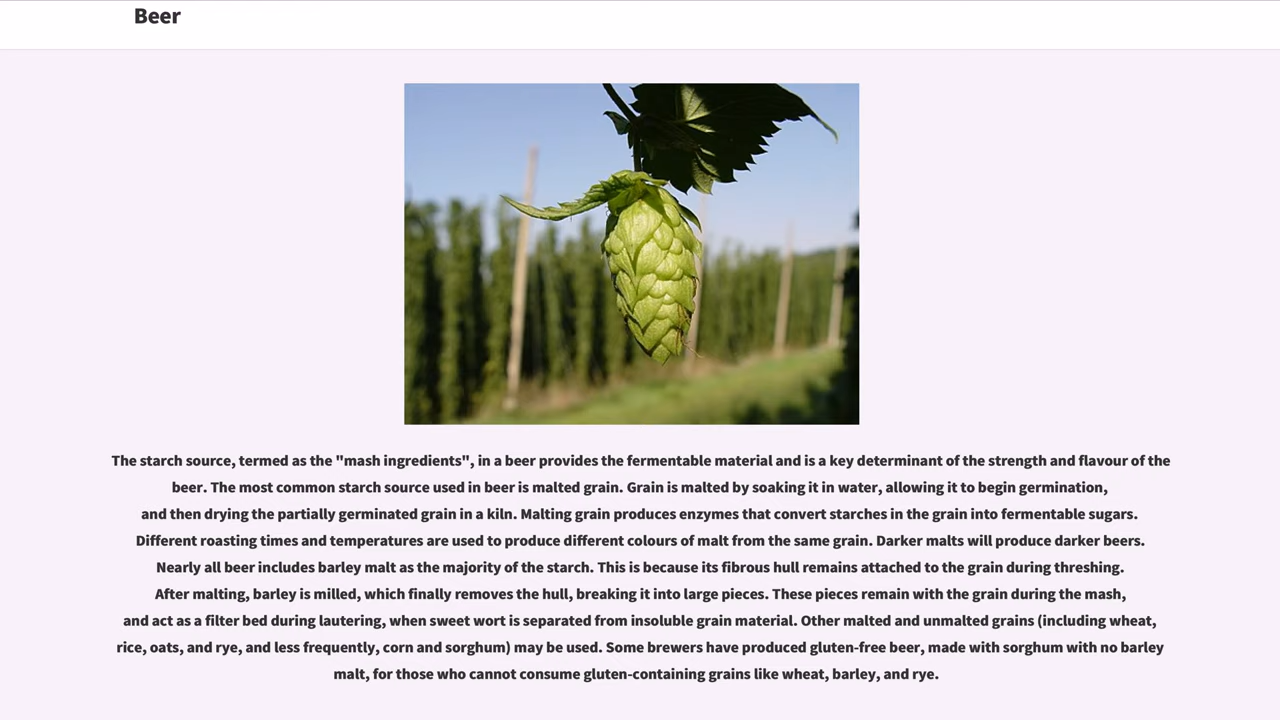 Beer
The starch source, termed as the "mash ingredients", in a beer provides the fermentable material and is a key determinant of the strength and flavour of the
beer. The most common starch source used in beer is malted grain. Grain is malted by soaking it in water, allowing it to begin germination,
and then drying the partially germinated grain in a kiln. Malting grain produces enzymes that convert starches in the grain into fermentable sugars.
Different roasting times and temperatures are used to produce different colours of malt from the same grain. Darker malts will produce darker beers.
Nearly all beer includes barley malt as the majority of the starch. This is because its fibrous hull remains attached to the grain during threshing.
After malting, barley is milled, which finally removes the hull, breaking it into large pieces. These pieces remain with the grain during the mash,
and act as a filter bed during lautering, when sweet wort is separated from insoluble grain material. Other malted and unmalted grains (including wheat,
rice, oats, and rye, and less frequently, corn and sorghum) may be used. Some brewers have produced gluten-free beer, made with sorghum with no barley
malt, for those who cannot consume gluten-containing grains like wheat, barley, and rye.